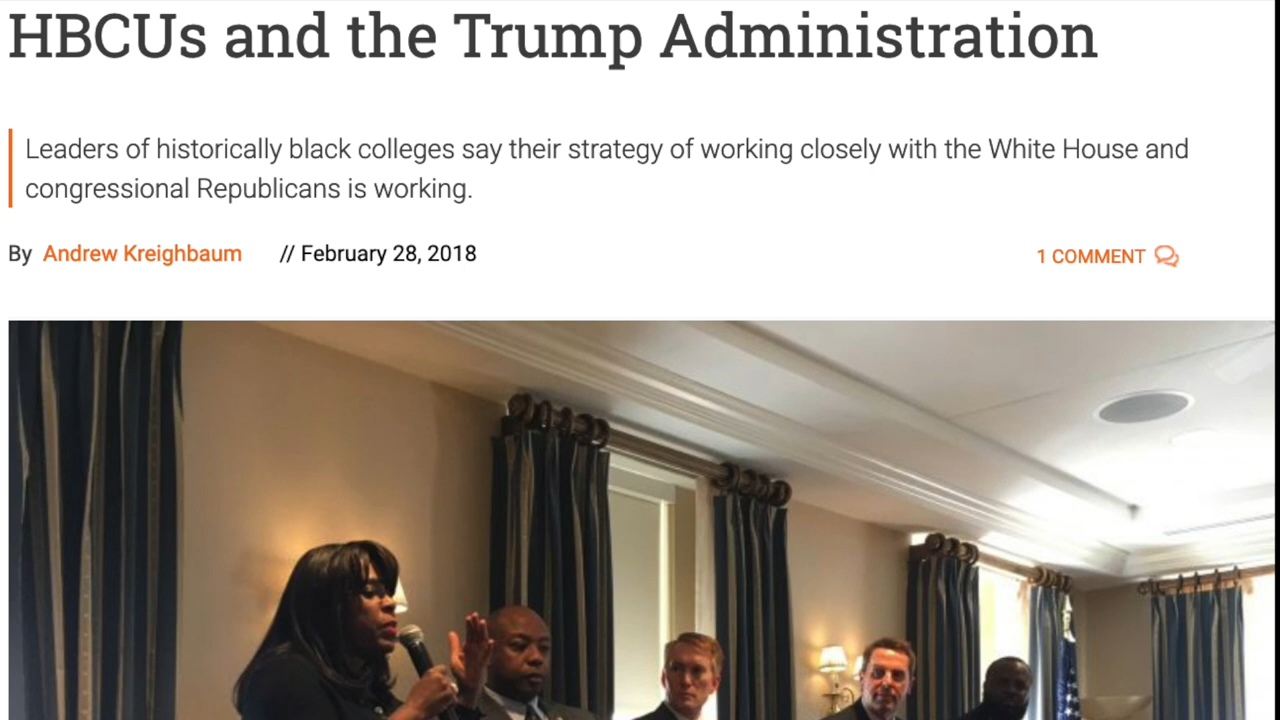 HBCUs and the Trump Administration
Leaders of historically black colleges say their strategy of working closely with the White House and
congressional Republicans is working.
By Andrew Kreighbaum // February 28, 2018
1 COMMENT